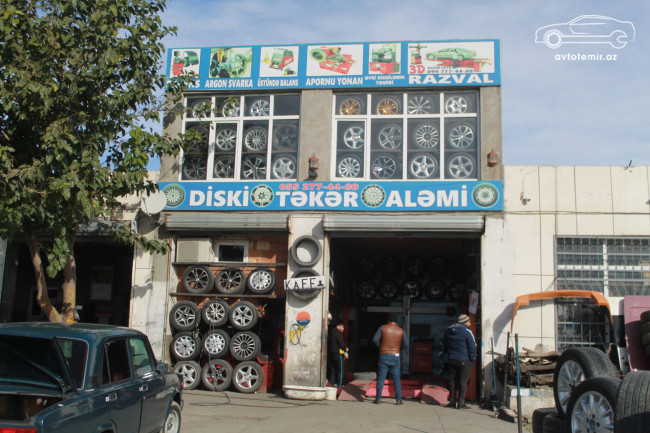 avtotemir.az
ARGON SVARKA
ÜSTÜNDƏ BALANS
APORNU YONAN
3D
RAZVAL
055 277-44-00
DİSKİ TƏKƏR ALƏMİ
KAFE